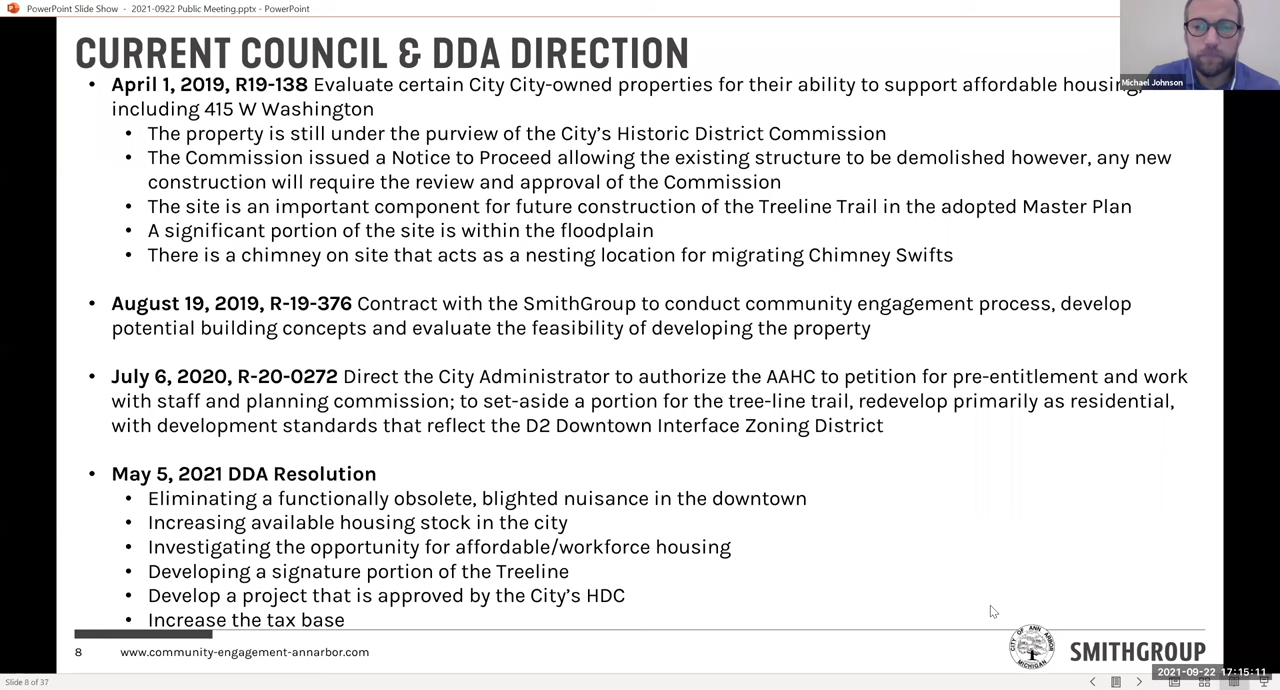 PowerPoint Slide Show - 2021-0922 Public Meeting.pptx - PowerPoint
CURRENT COUNCIL & DDA DIRECTION
Michael Johnson
• April 1, 2019, R19-138 Evaluate certain City City-owned properties for their ability to support affordable housing,
including 415 W Washington
• The property is still under the purview of the City's Historic District Commission
• The Commission issued a Notice to Proceed allowing the existing structure to be demolished however, any new
construction will require the review and approval of the Commission
• The site is an important component for future construction of the Treeline Trail in the adopted Master Plan
• A significant portion of the site is within the floodplain
• There is a chimney on site that acts as a nesting location for migrating Chimney Swifts
• August 19, 2019, R-19-376 Contract with the SmithGroup to conduct community engagement process, develop
potential building concepts and evaluate the feasibility of developing the property
• July 6, 2020, R-20-0272 Direct the City Administrator to authorize the AAHC to petition for pre-entitlement and work
with staff and planning commission; to set-aside a portion for the tree-line trail, redevelop primarily as residential,
with development standards that reflect the D2 Downtown Interface Zoning District
• May 5, 2021 DDA Resolution
• Eliminating a functionally obsolete, blighted nuisance in the downtown
• Increasing available housing stock in the city
• Investigating the opportunity for affordable/workforce housing
• Developing a signature portion of the Treeline
• Develop a project that is approved by the City's HDC
• Increase the tax base
8 www.community-engagement-annarbor.com
CITY OF ANN ARBOR
MICHIGAN
SMITHGROUP
2021-09-22 17:15:11
Slide 8 of 37